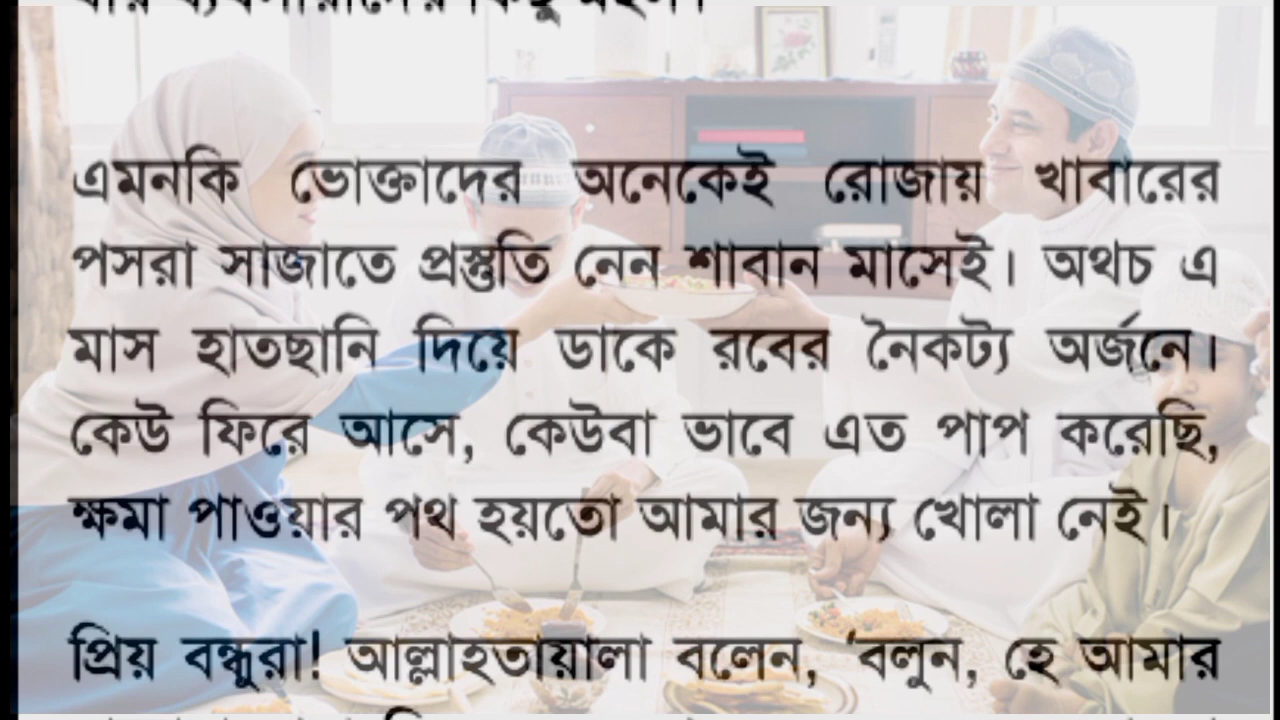 এমনকি ভোক্তাদের অনেকেই রোজায় খাবারের
পসরা সাজাতে প্রস্তুতি নেন শাবান মাসেই। অথচ এ
মাস হাতছানি দিয়ে ডাকে রবের নৈকট্য অর্জনে।
কেউ ফিরে আসে, কেউবা ভাবে এত পাপ করেছি,
ক্ষমা পাওয়ার পথ হয়তো আমার জন্য খোলা নেই।
প্রিয় বন্ধুরা! আল্লাহতায়ালা বলেন, ‘বলুন, হে আমার